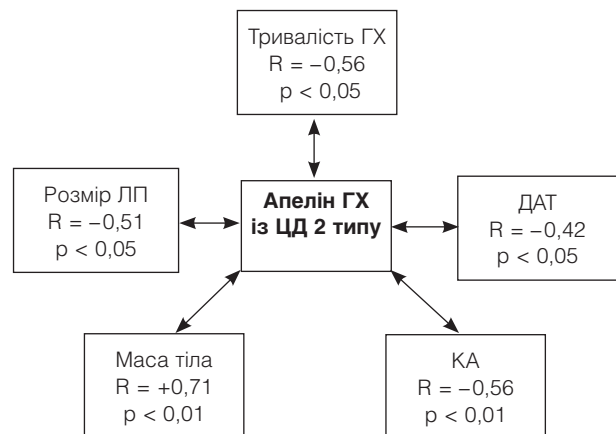 Тривалість ГХ
R = –0,56
p < 0,05
Розмір ЛП
R = –0,51
p < 0,05
Апелін ГХ
із ЦД 2 типу
ДАТ
R = –0,42
p < 0,05
Маса тіла
R = +0,71
p < 0,01
КА
R = –0,56
p < 0,01